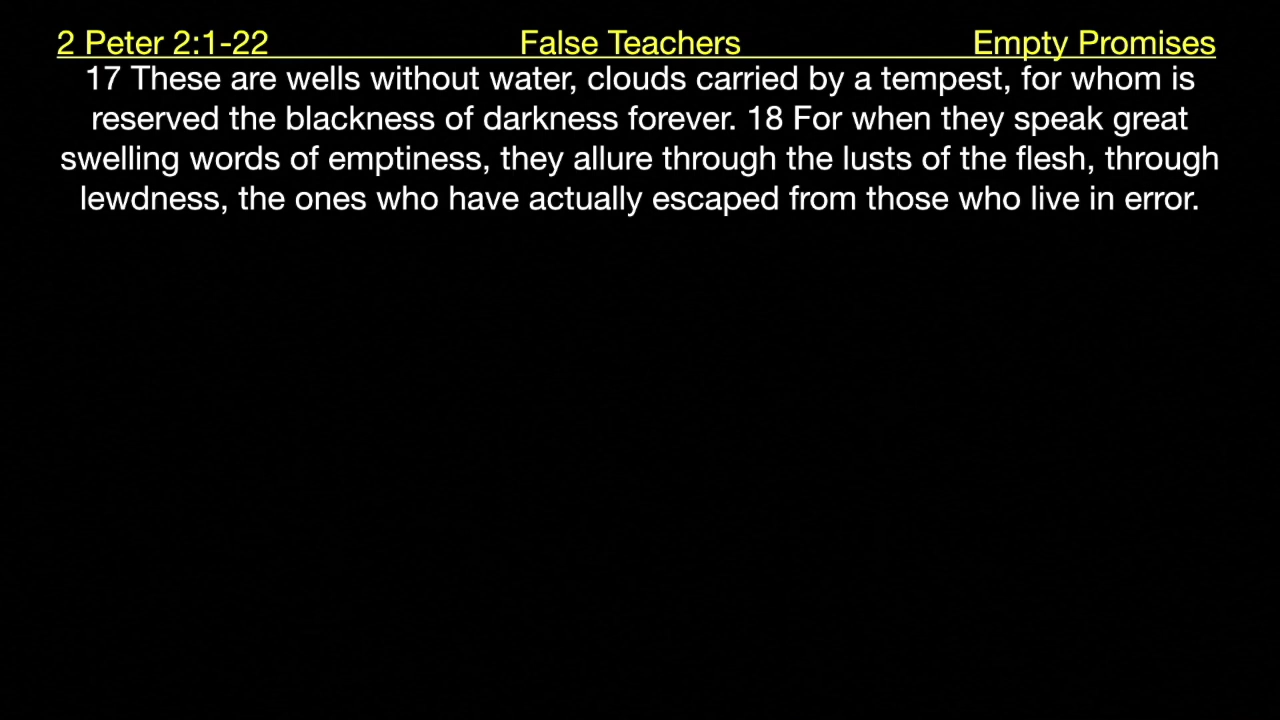 2 Peter 2:1-22 False Teachers Empty Promises
17 These are wells without water, clouds carried by a tempest, for whom is
reserved the blackness of darkness forever. 18 For when they speak great
swelling words of emptiness, they allure through the lusts of the flesh, through
lewdness, the ones who have actually escaped from those who live in error.